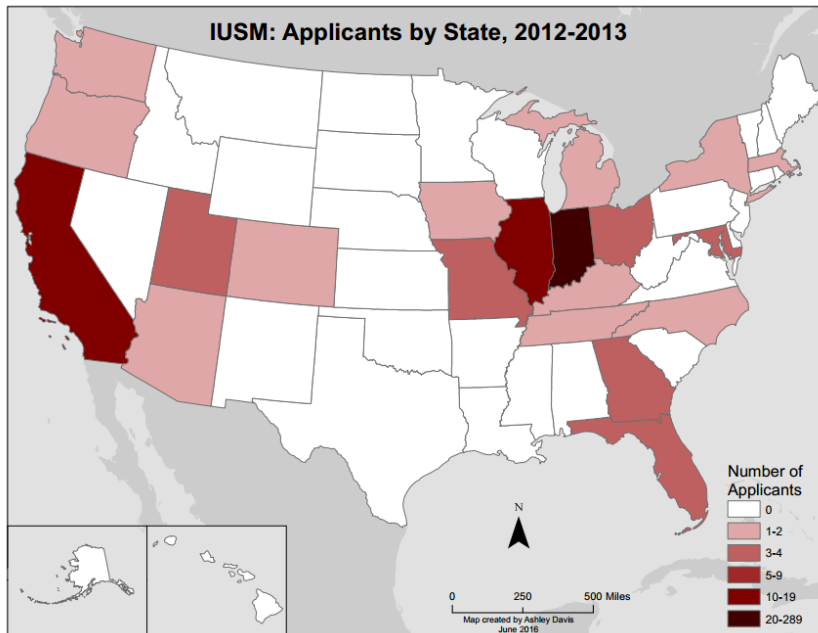 IUSM: Applicants by State, 2012-2013
Number of
Applicants
0
1-2
3-4
5-9
10-19
20-289
N
0 250 500 Miles
Map created by Ashley Davis
June 2016